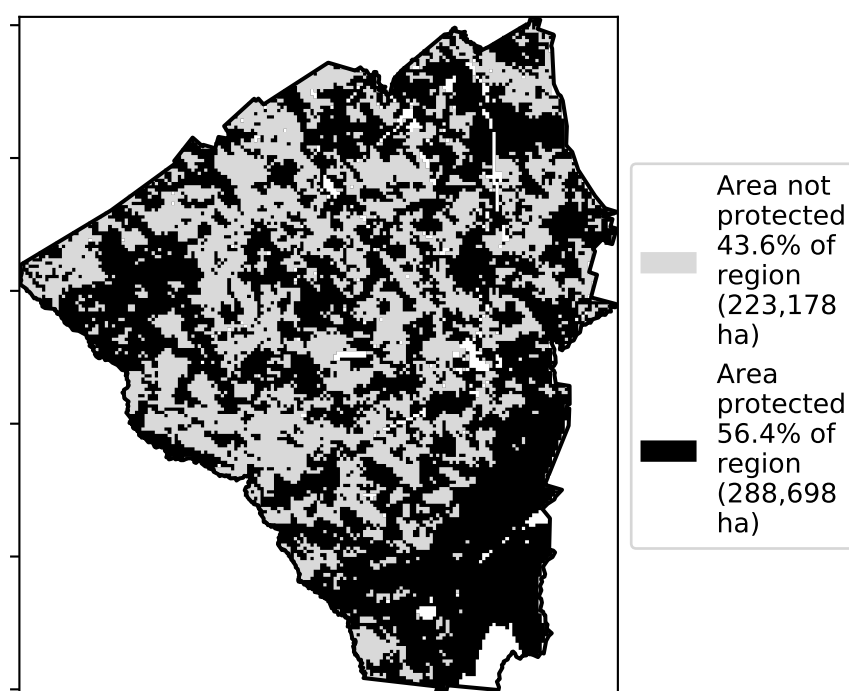 Area not
protected
43.6% of
region
(223,178
ha)
Area
protected
56.4% of
region
(288,698
ha)